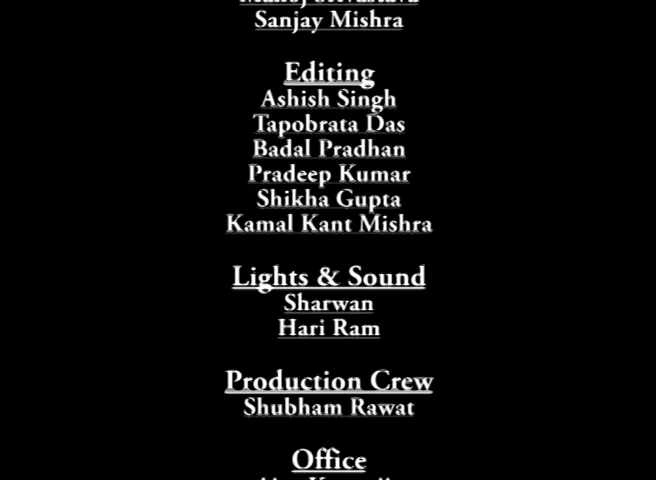 Sanjay Mishra
Editing
Ashish Singh
Tapobrata Das
Badal Pradhan
Pradeep Kumar
Shikha Gupta
Kamal Kant Mishra
Lights & Sound
Sharwan
Hari Ram
Production Crew
Shubham Rawat
Office